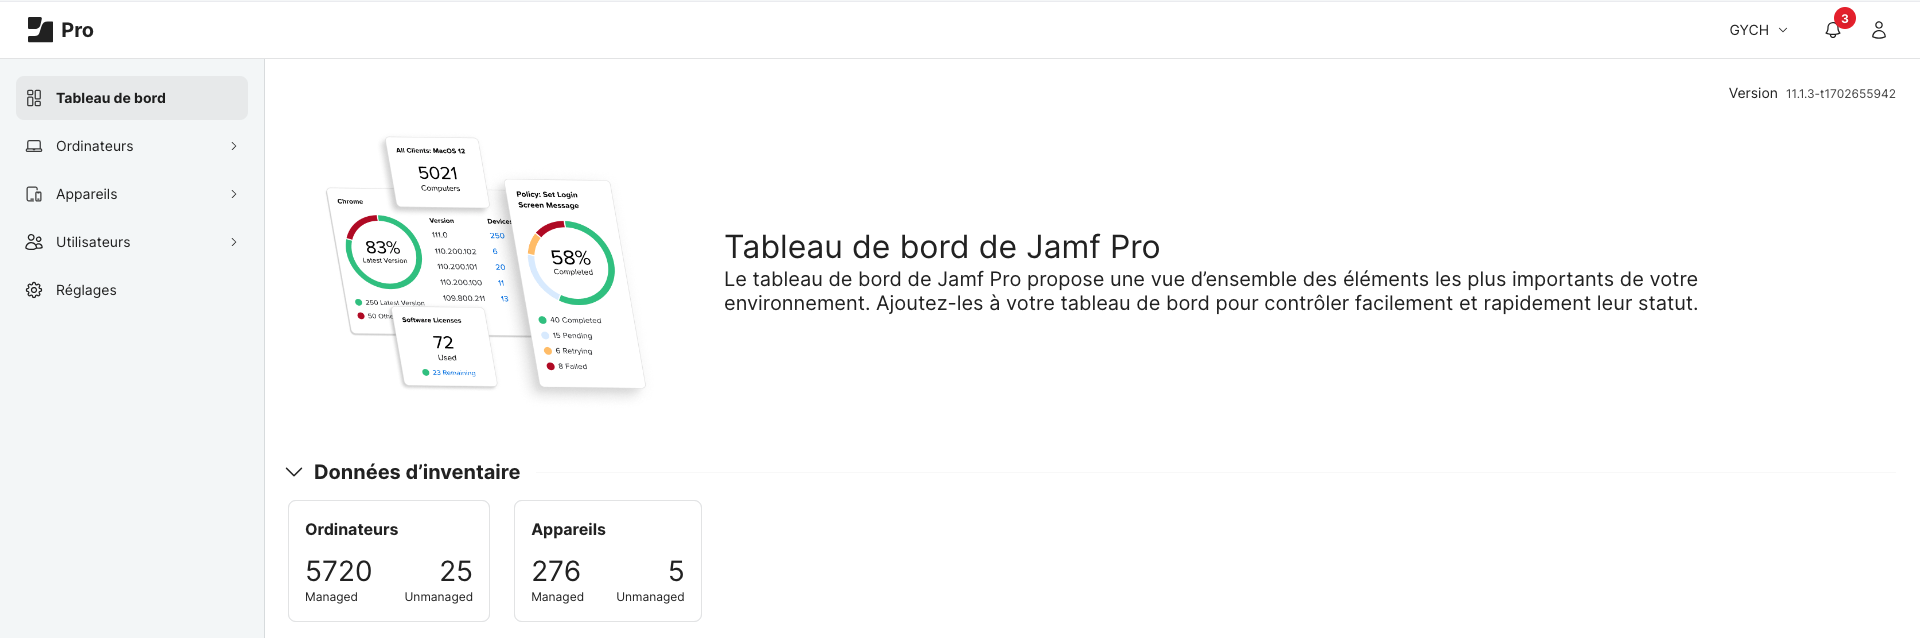 Pro
GYCH
3
Tableau de bord
Ordinateurs
Appareils
Utilisateurs
Réglages
Version 11.1.3-t1702655942
All Clients: MacOS 12
5021
Computers
Chrome
83%
Latest Version
250 Latest Version
50 Oth
Version Devices
111.0 250
110.200.102 6
110.200.101 20
110.200.100 11
109.800.211 13
Software Licenses
72
Used
23 Remaining
Policy: Set Login
Screen Message
58%
Completed
40 Completed
15 Pending
6 Retrying
8 Failed
Tableau de bord de Jamf Pro
Le tableau de bord de Jamf Pro propose une vue d’ensemble des éléments les plus importants de votre
environnement. Ajoutez-les à votre tableau de bord pour contrôler facilement et rapidement leur statut.
Données d’inventaire
Ordinateurs
5720 25
Managed Unmanaged
Appareils
276 5
Managed Unmanaged